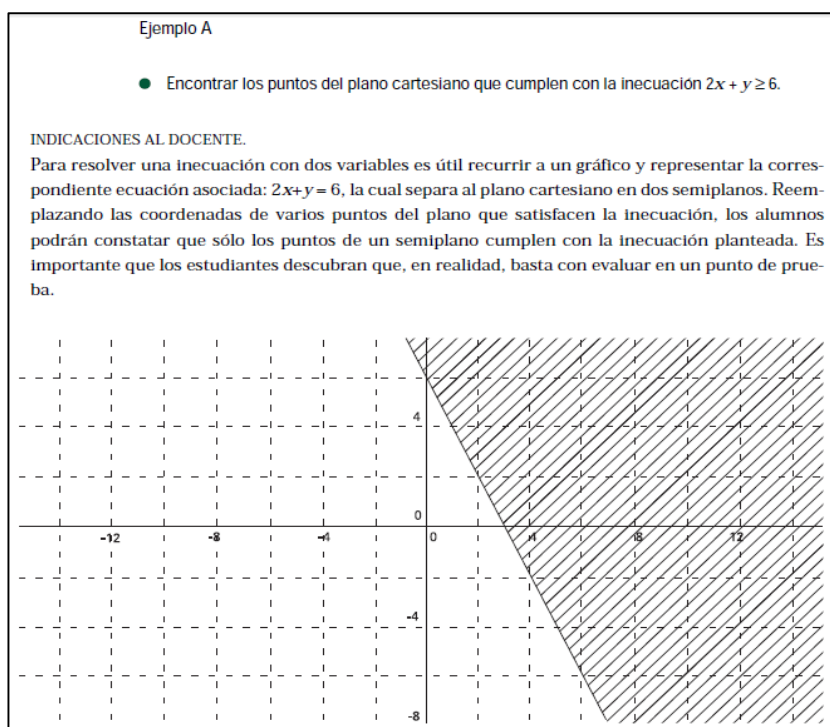 Ejemplo A
● Encontrar los puntos del plano cartesiano que cumplen con la inecuación 2x + y ≥ 6.
INDICACIONES AL DOCENTE.
Para resolver una inecuación con dos variables es útil recurrir a un gráfico y representar la corres-
pondiente ecuación asociada: 2x+y = 6, la cual separa al plano cartesiano en dos semiplanos. Reem-
plazando las coordenadas de varios puntos del plano que satisfacen la inecuación, los alumnos
podrán constatar que sólo los puntos de un semiplano cumplen con la inecuación planteada. Es
importante que los estudiantes descubran que, en realidad, basta con evaluar en un punto de prue-
ba.
4
0
-12 -8 -4 0 4 8 12
-4
-8